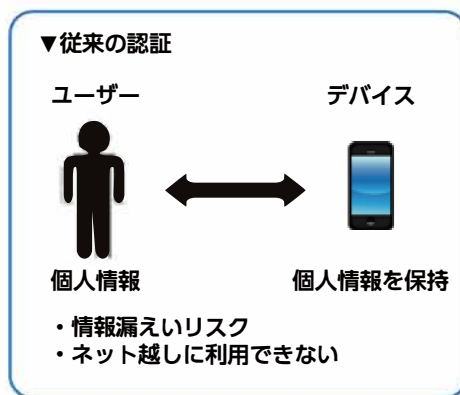 ▼従来の認証
ユーザー
デバイス
個人情報
個人情報を保持
・情報漏えいリスク
・ネット越しに利用できない